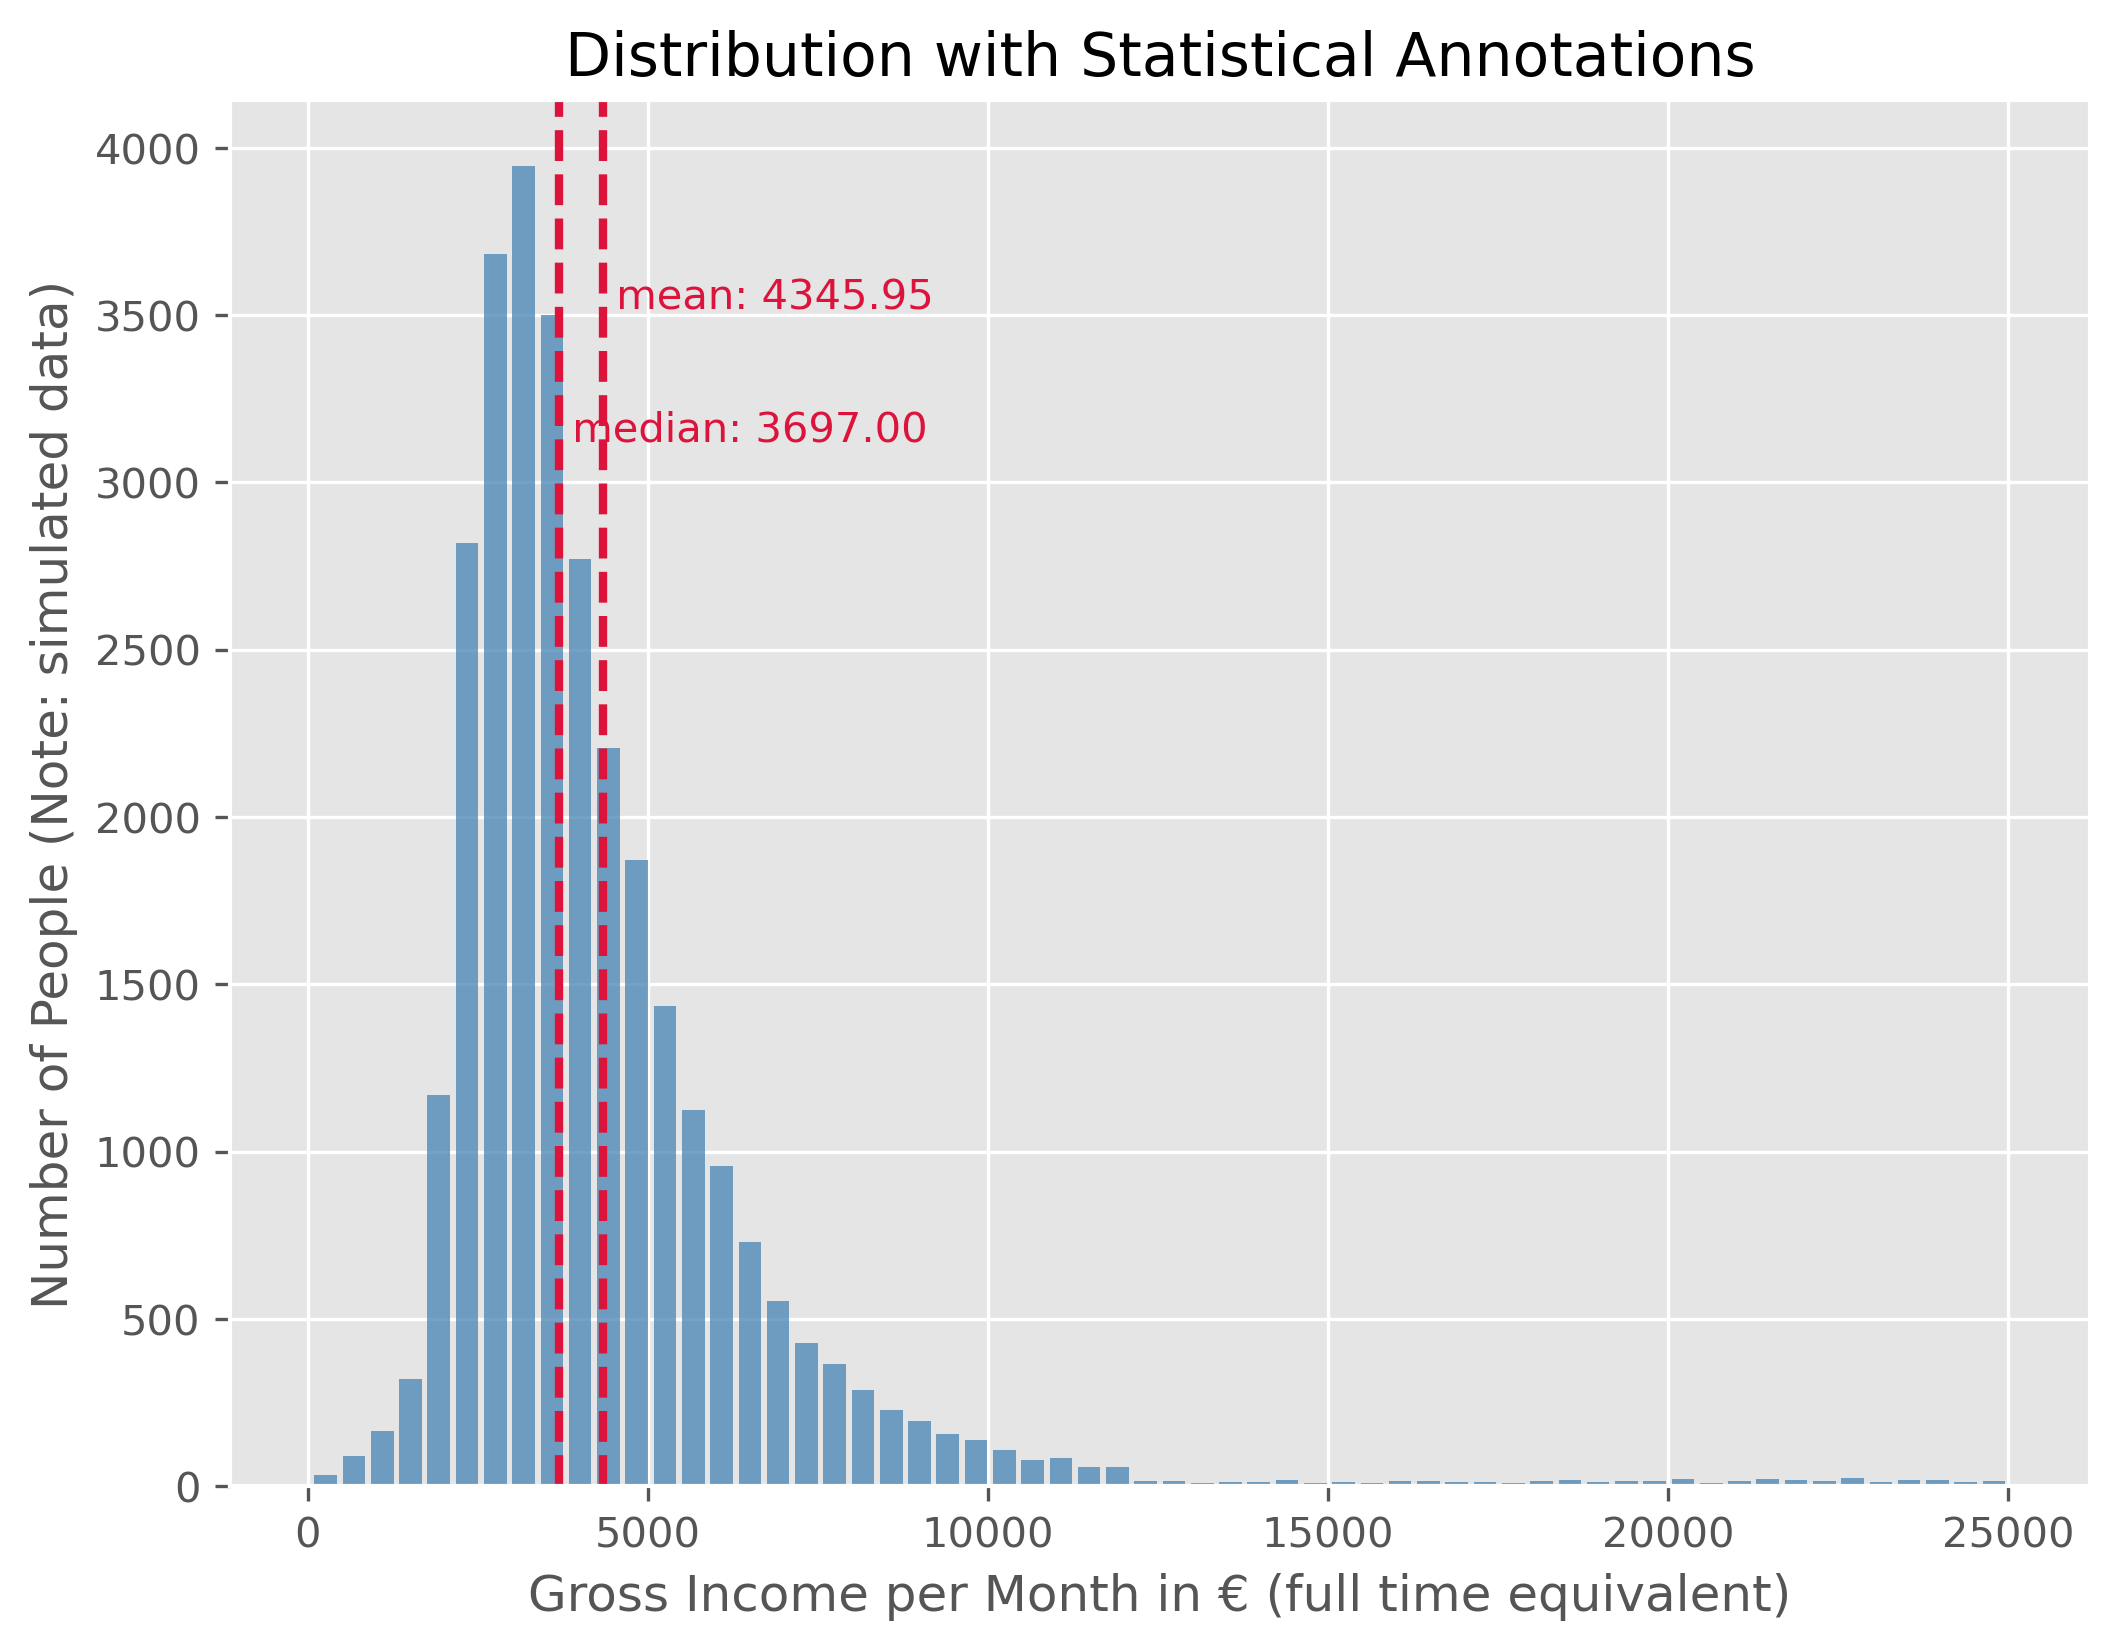 Distribution with Statistical Annotations
4000
3500
3000
2500
2000
1500
1000
500
0
Number of People (Note: simulated data)
mean: 4345.95
median: 3697.00
0 5000 10000 15000 20000 25000
Gross Income per Month in € (full time equivalent)